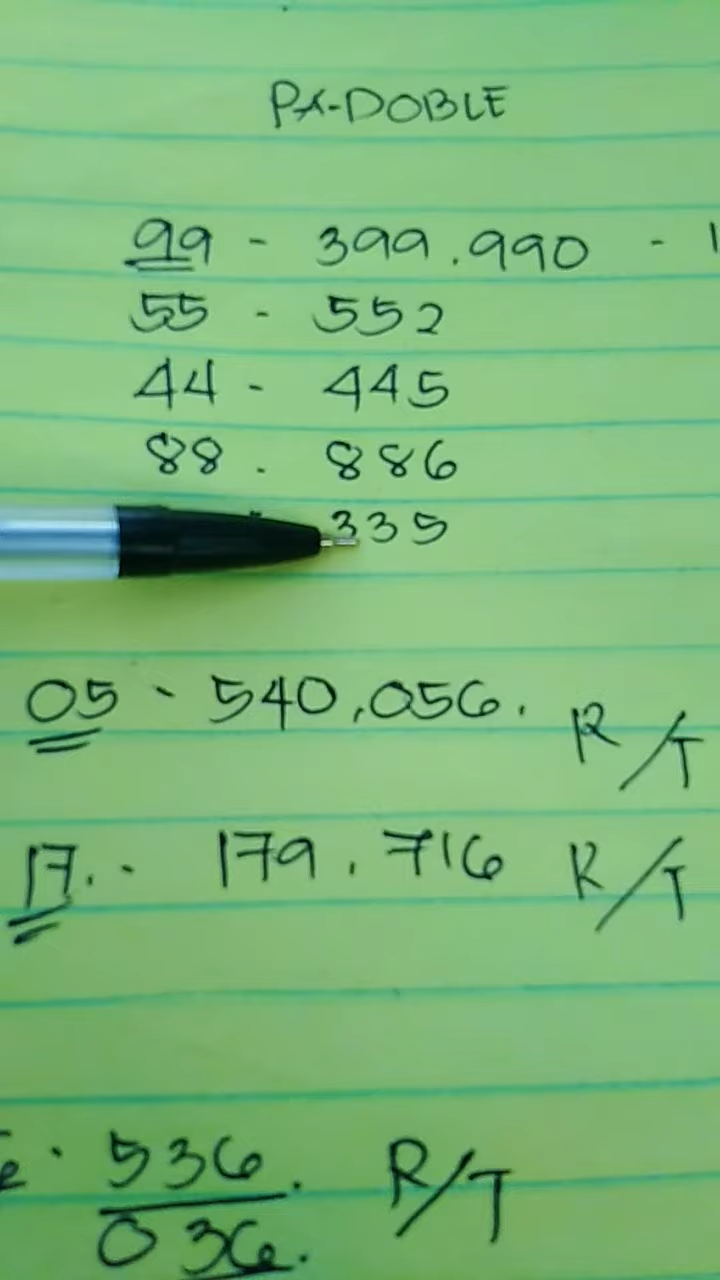 PA-DOBLE
99 - 399.990 -
55 - 552
44 - 445
88 . 886
- 335
05 - 540,056. R/T
17. - 179.716 R/T
. 536. R/T
036.